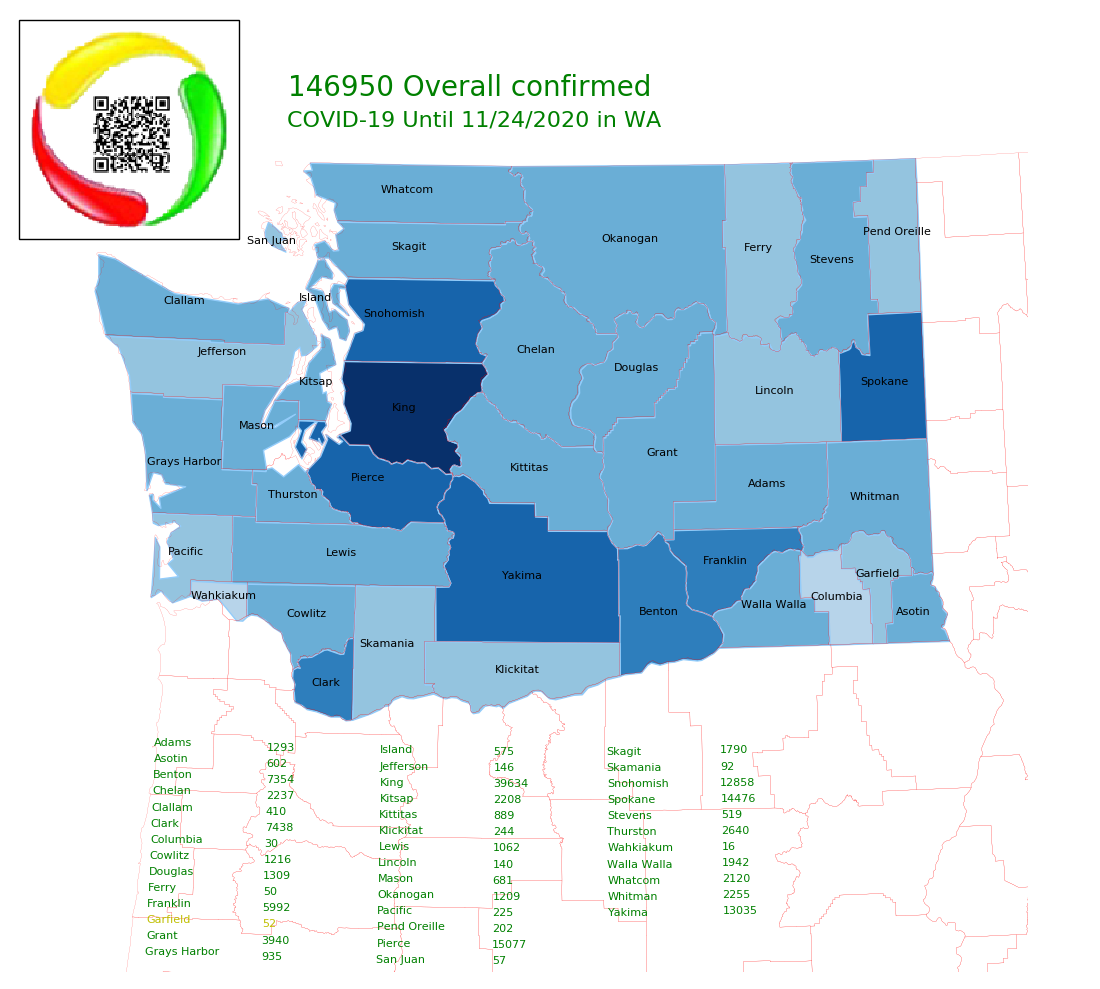 146950 Overall confirmed
COVID-19 Until 11/24/2020 in WA
Whatcom
San Juan
Skagit
Okanogan
Ferry
Stevens
Pend Oreille
Clallam
Island
Snohomish
Jefferson
Chelan
Douglas
Kitsap
Lincoln
Spokane
King
Mason
Grays Harbor
Kittitas
Grant
Pierce
Adams
Thurston
Whitman
Pacific
Lewis
Yakima
Franklin
Garfield
Wahkiakum
Cowlitz
Benton
Walla Walla
Columbia
Asotin
Skamania
Klickitat
Clark
Adams 1293
Asotin 602
Benton 7354
Chelan 2237
Clallam 410
Clark 7438
Columbia 30
Cowlitz 1216
Douglas 1309
Ferry 50
Franklin 5992
Garfield 52
Grant 3940
Grays Harbor 935
Island 575
Jefferson 146
King 39634
Kitsap 2208
Kittitas 889
Klickitat 244
Lewis 1062
Lincoln 140
Mason 681
Okanogan 1209
Pacific 225
Pend Oreille 202
Pierce 15077
San Juan 57
Skagit 1790
Skamania 92
Snohomish 12858
Spokane 14476
Stevens 519
Thurston 2640
Wahkiakum 16
Walla Walla 1942
Whatcom 2120
Whitman 2255
Yakima 13035